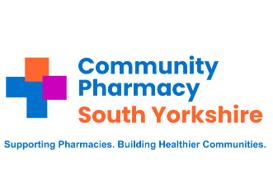 Community
Pharmacy
South Yorkshire
Supporting Pharmacies. Building Healthier Communities.